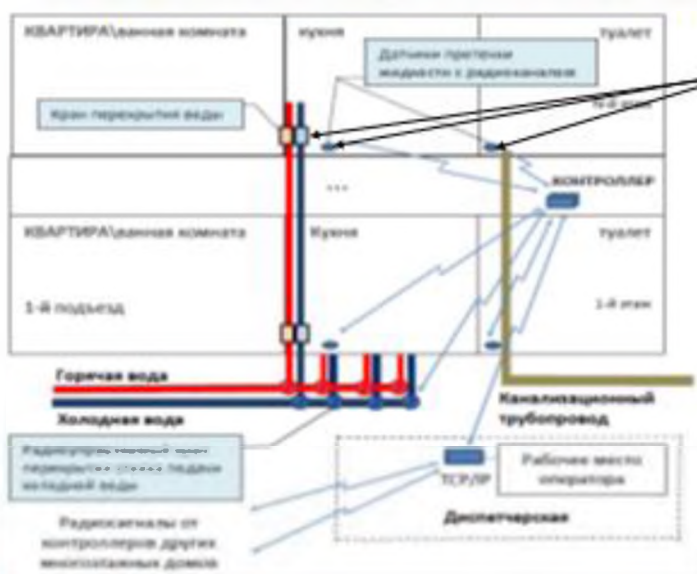 КВАРТИРА\ванная комната
кухня
туалет
Датчики протечки
жидкости с радиоканалом
Кран перекрытия воды
N-й этаж
...
КОНТРОЛЛЕР
КВАРТИРА\ванная комната
Кухня
туалет
1-й подъезд
1-й этаж
Горячая вода
Холодная вода
Канализационный
трубопровод
кран
перекрытия подачи
холодной воды
TCP/IP
Рабочее место
оператора
Диспетчерская
Радиосигналы от
контроллеров других
многоэтажных домов